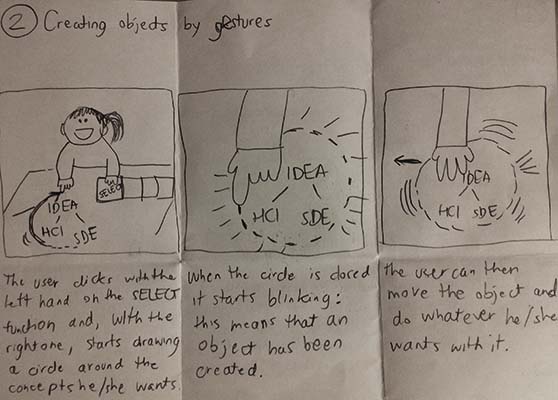 2 Creating objects by gestures
SELECT
IDEA
HCI SDE
The user clicks with the
left hand on the SELECT
function and, with the
right one, starts drawing
a circle around the
concepts he/she wants.
IDEA
HCI SDE
When the circle is closed
it starts blinking:
this means that an
object has been
created.
IDEA
HCI SDE
The user can then
move the object and
do whatever he/she
wants with it.